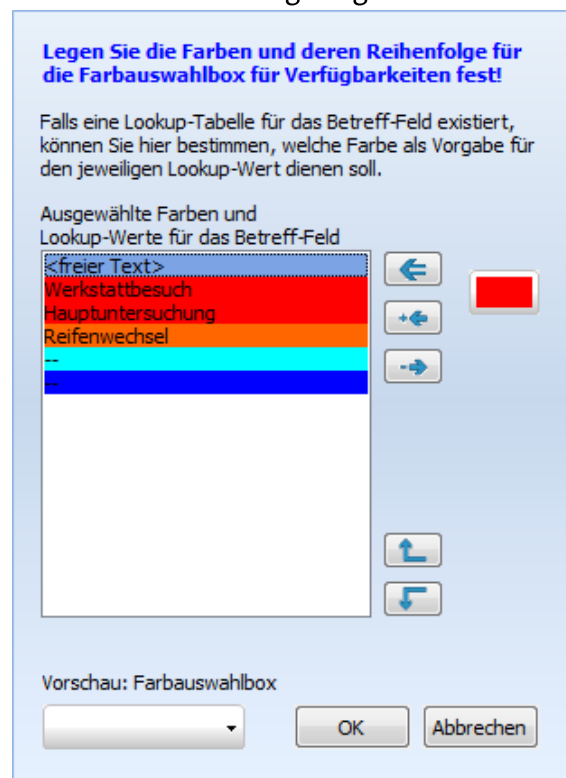 Legen Sie die Farben und deren Reihenfolge für
die Farbauswahlbox für Verfügbarkeiten fest!
Falls eine Lookup-Tabelle für das Betreff-Feld existiert,
können Sie hier bestimmen, welche Farbe als Vorgabe für
den jeweiligen Lookup-Wert dienen soll.
Ausgewählte Farben und
Lookup-Werte für das Betreff-Feld
<freier Text>
Werkstattbesuch
Hauptuntersuchung
Reifenwechsel
--
--
Vorschau: Farbauswahlbox
OK
Abbrechen